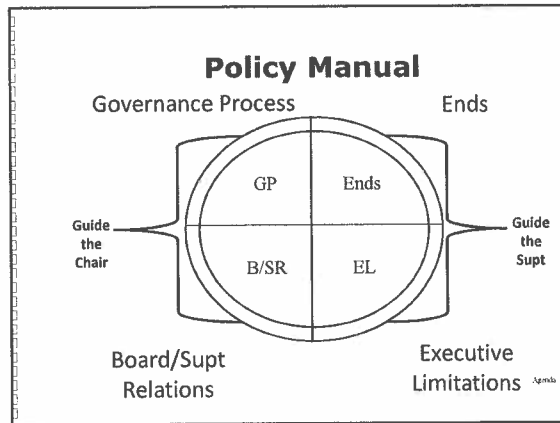 Policy Manual
Governance Process
Ends
GP
Ends
Guide
the
Chair
Guide
the
Supt
B/SR
EL
Board/Supt
Relations
Executive
Limitations
Agenda